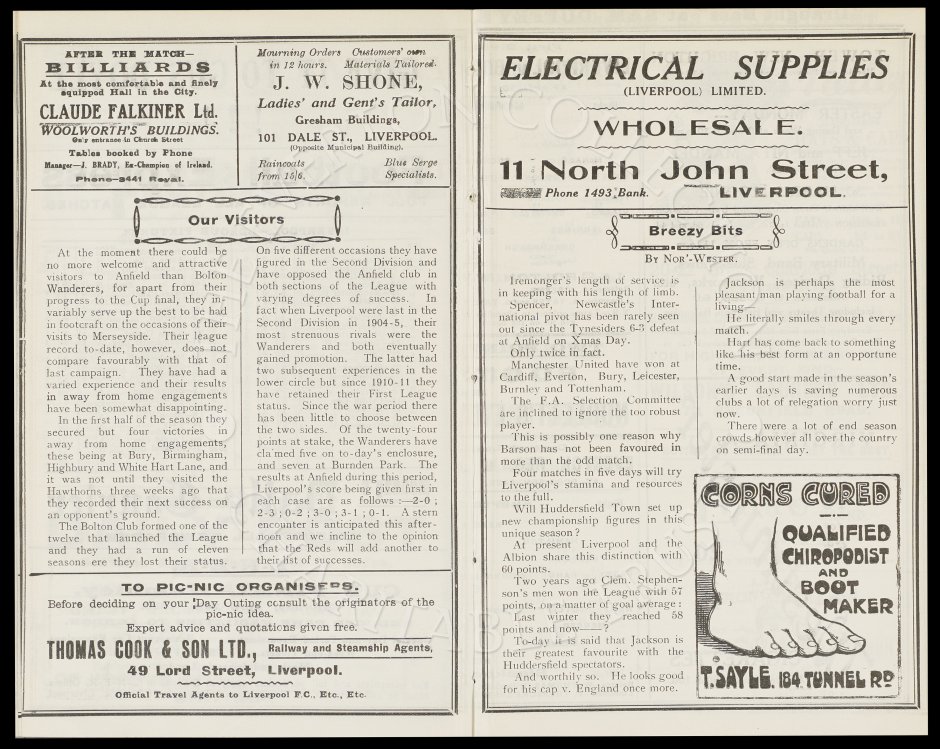 AFTER THE MATCH—
BILLIARDS
At the most comfortable and finely
equipped Hall in the City.
CLAUDE FALKINER Ltd.
WOOLWORTH'S BUILDINGS.
Only entrance in Church Street
Tables booked by Phone
Manager—J. BRADY, Ex-Champion of Ireland.
Phone—3441 Royal.
Mourning Orders Customers' own
in 12 hours. Materials Tailored.
J. W. SHONE,
Ladies' and Gent's Tailor,
Gresham Buildings,
101 DALE ST., LIVERPOOL.
(Opposite Municipal Building).
Raincoats Blue Serge
from 15/6. Specialists.
Our Visitors
At the moment there could be
no more welcome and attractive
visitors to Anfield than Bolton
Wanderers, for apart from their
progress to the Cup final, they in-
variably serve up the best to be had
in footcraft on the occasions of their
visits to Merseyside. Their league
record to-date, however, does not
compare favourably with that of
last campaign. They have had a
varied experience and their results
in away from home engagements
have been somewhat disappointing.
In the first half of the season they
secured but four victories in
away from home engagements,
these being at Bury, Birmingham,
Highbury and White Hart Lane, and
it was not until they visited the
Hawthorns three weeks ago that
they recorded their next success on
an opponent's ground.
The Bolton Club formed one of the
twelve that launched the League
and they had a run of eleven
seasons ere they lost their status.
On five different occasions they have
figured in the Second Division and
have opposed the Anfield club in
both sections of the League with
varying degrees of success. In
fact when Liverpool were last in the
Second Division in 1904-5, their
most strenuous rivals were the
Wanderers and both eventually
gained promotion. The latter had
two subsequent experiences in the
lower circle but since 1910-11 they
have retained their First League
status. Since the war period there
has been little to choose between
the two sides. Of the twenty-four
points at stake, the Wanderers have
claimed five on to-day's enclosure,
and seven at Burnden Park. The
results at Anfield during this period,
Liverpool's score being given first in
each case are as follows :—2-0 ;
2-3 ; 0-2 ; 3-0 ; 3-1 ; 0-1. A stern
encounter is anticipated this after-
noon and we incline to the opinion
that the Reds will add another to
their list of successes.
TO PIC-NIC ORGANISERS.
Before deciding on your Day Outing consult the originators of the
pic-nic idea.
Expert advice and quotations given free.
THOMAS COOK & SON LTD., Railway and Steamship Agents,
49 Lord Street, Liverpool.
Official Travel Agents to Liverpool F.C., Etc., Etc.
ELECTRICAL SUPPLIES
(LIVERPOOL) LIMITED.
WHOLESALE.
11 North John Street,
Phone 1493 Bank. LIVERPOOL.
Breezy Bits
By Nor'-Wester.
Iremonger's length of service is
in keeping with his length of limb.
Spencer, Newcastle's Inter-
national pivot has been rarely seen
out since the Tynesiders 6-3 defeat
at Anfield on Xmas Day.
Only twice in fact.
Manchester United have won at
Cardiff, Everton, Bury, Leicester,
Burnley and Tottenham.
The F.A. Selection Committee
are inclined to ignore the too robust
player.
This is possibly one reason why
Barson has not been favoured in
more than the odd match.
Four matches in five days will try
Liverpool's stamina and resources
to the full.
Will Huddersfield Town set up
new championship figures in this
unique season ?
At present Liverpool and the
Albion share this distinction with
60 points.
Two years ago Clem. Stephen-
son's men won the League with 57
points, on a matter of goal average :
Last winter they reached 58
points and now——?
To-day it is said that Jackson is
their greatest favourite with the
Huddersfield spectators.
And worthily so. He looks good
for his cap v. England once more.
Jackson is perhaps the most
pleasant man playing football for a
living.
He literally smiles through every
match.
Hart has come back to something
like his best form at an opportune
time.
A good start made in the season's
earlier days is saving numerous
clubs a lot of relegation worry just
now.
There were a lot of end season
crowds however all over the country
on semi-final day.
CORNS CURED
QUALIFIED
CHIROPODIST
AND
BOOT
MAKER
T. SAYLE, 184 TUNNEL RD